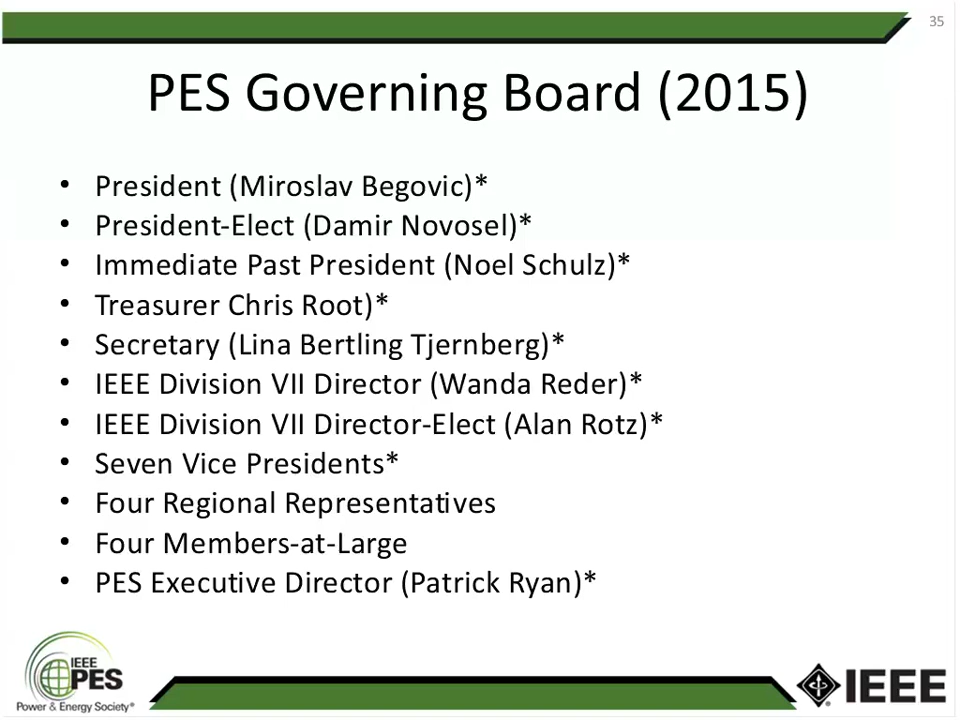 35
PES Governing Board (2015)
• President (Miroslav Begovic)*
• President-Elect (Damir Novosel)*
• Immediate Past President (Noel Schulz)*
• Treasurer Chris Root)*
• Secretary (Lina Bertling Tjernberg)*
• IEEE Division VII Director (Wanda Reder)*
• IEEE Division VII Director-Elect (Alan Rotz)*
• Seven Vice Presidents*
• Four Regional Representatives
• Four Members-at-Large
• PES Executive Director (Patrick Ryan)*
IEEE
PES
Power & Energy Society®
IEEE